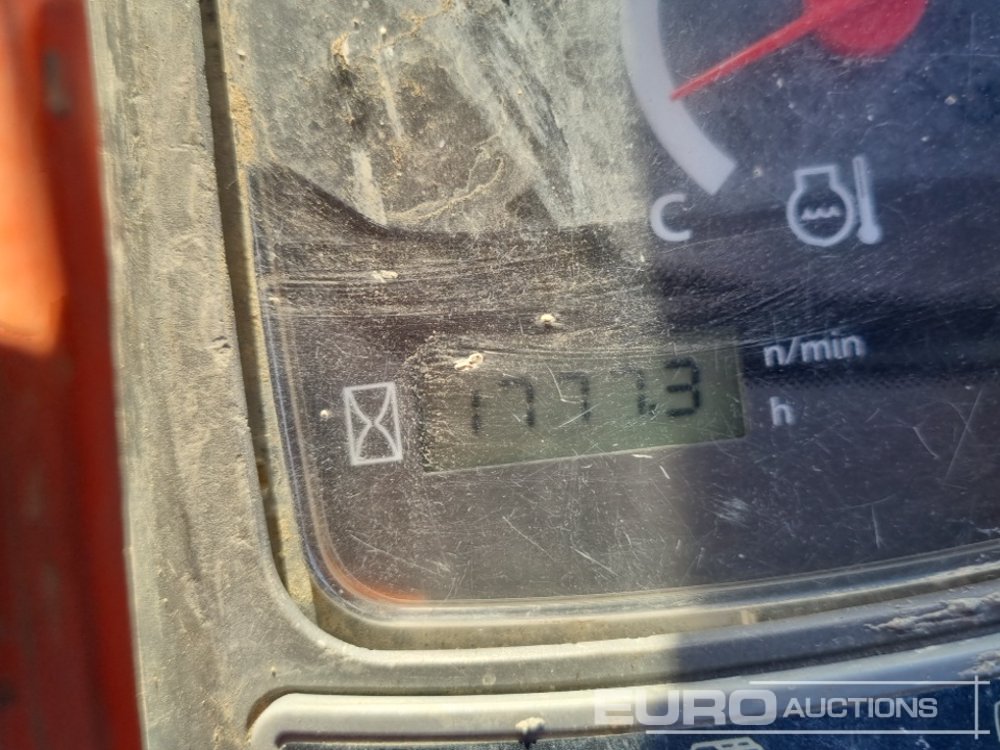 C
n/min
1771.3
h
EURO AUCTIONS